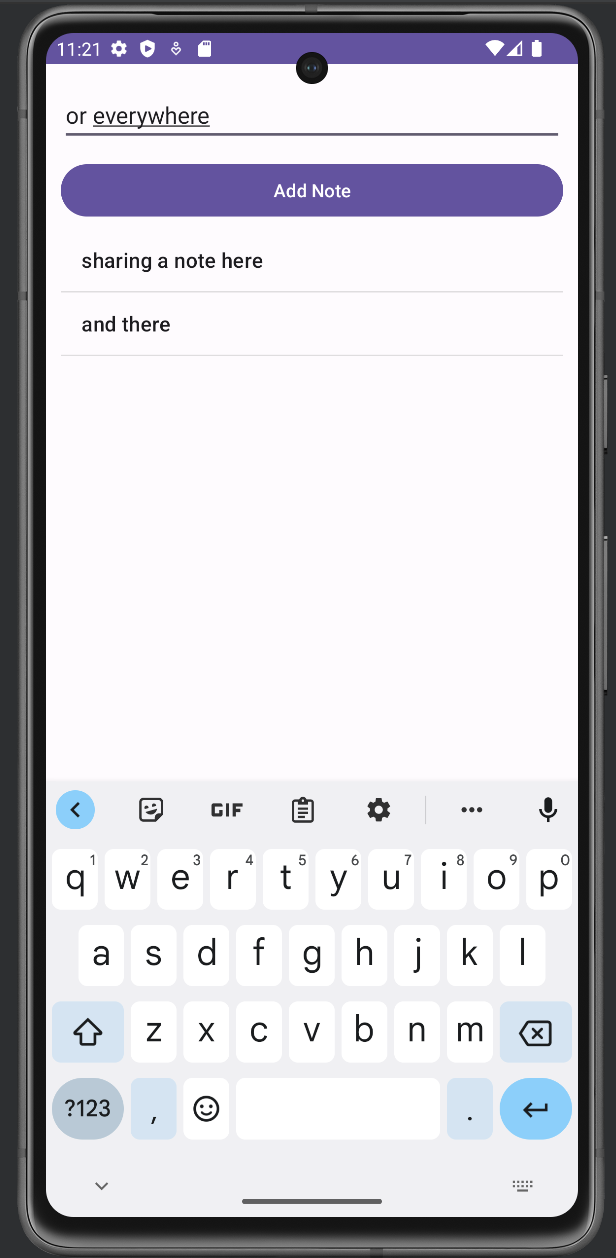 11:21
or everywhere
Add Note
sharing a note here
and there
GIF
q1 w2 e3 r4 t5 y6 u7 i8 o9 p0
a s d f g h j k l
z x c v b n m
?123 , .